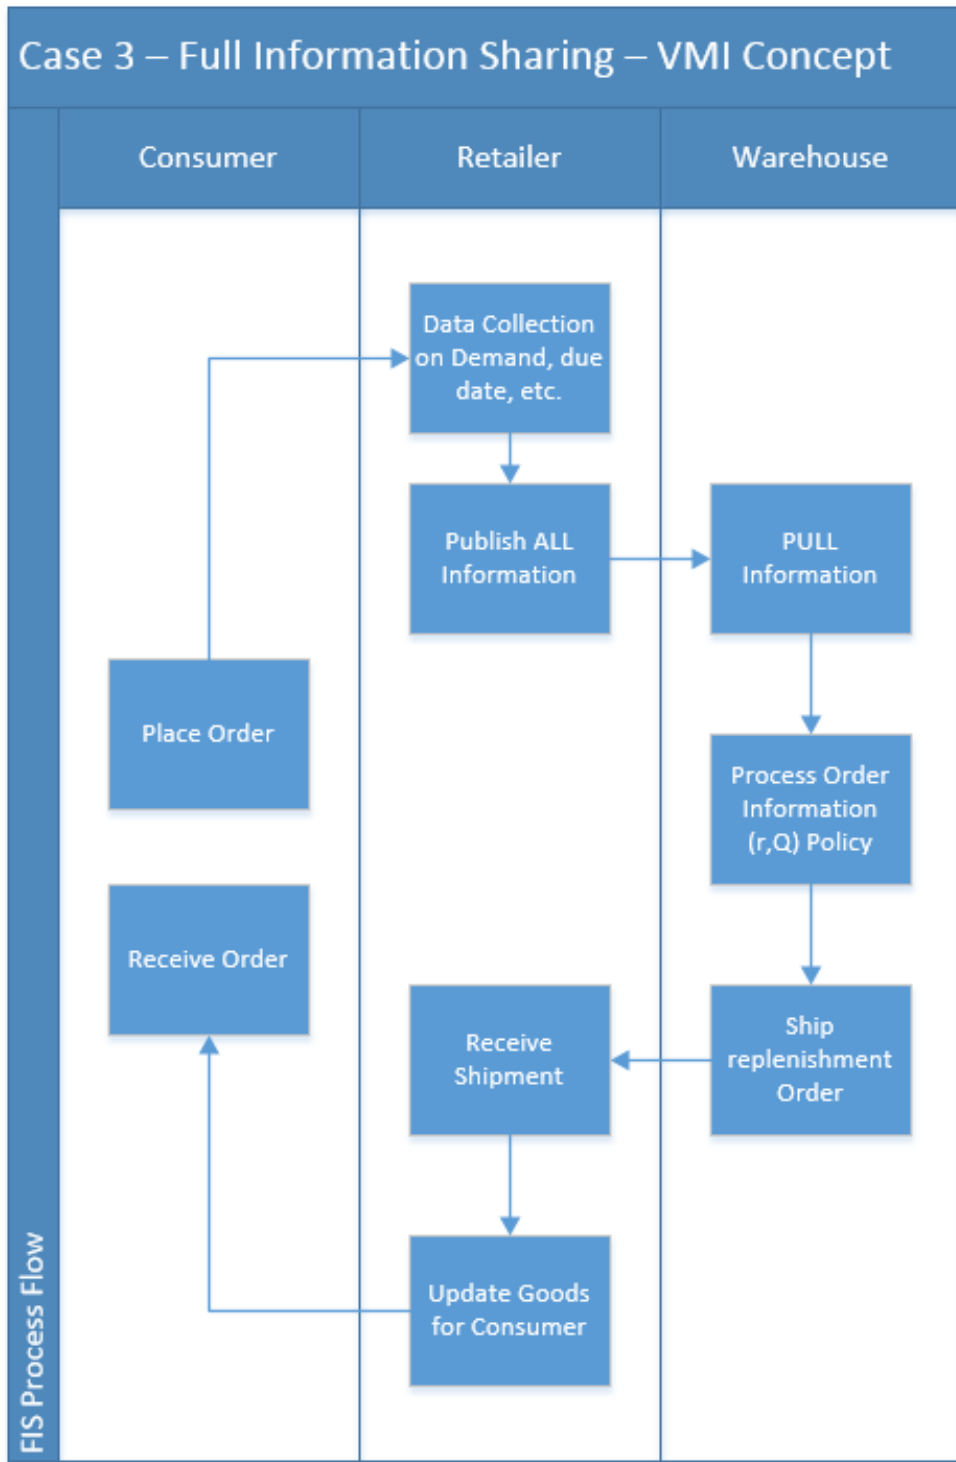 Case 3 – Full Information Sharing – VMI Concept
Consumer
Retailer
Warehouse
Data Collection
on Demand, due
date, etc.
Publish ALL
Information
PULL
Information
Place Order
Process Order
Information
(r,Q) Policy
Receive Order
Receive
Shipment
Ship
replenishment
Order
Update Goods
for Consumer
FIS Process Flow